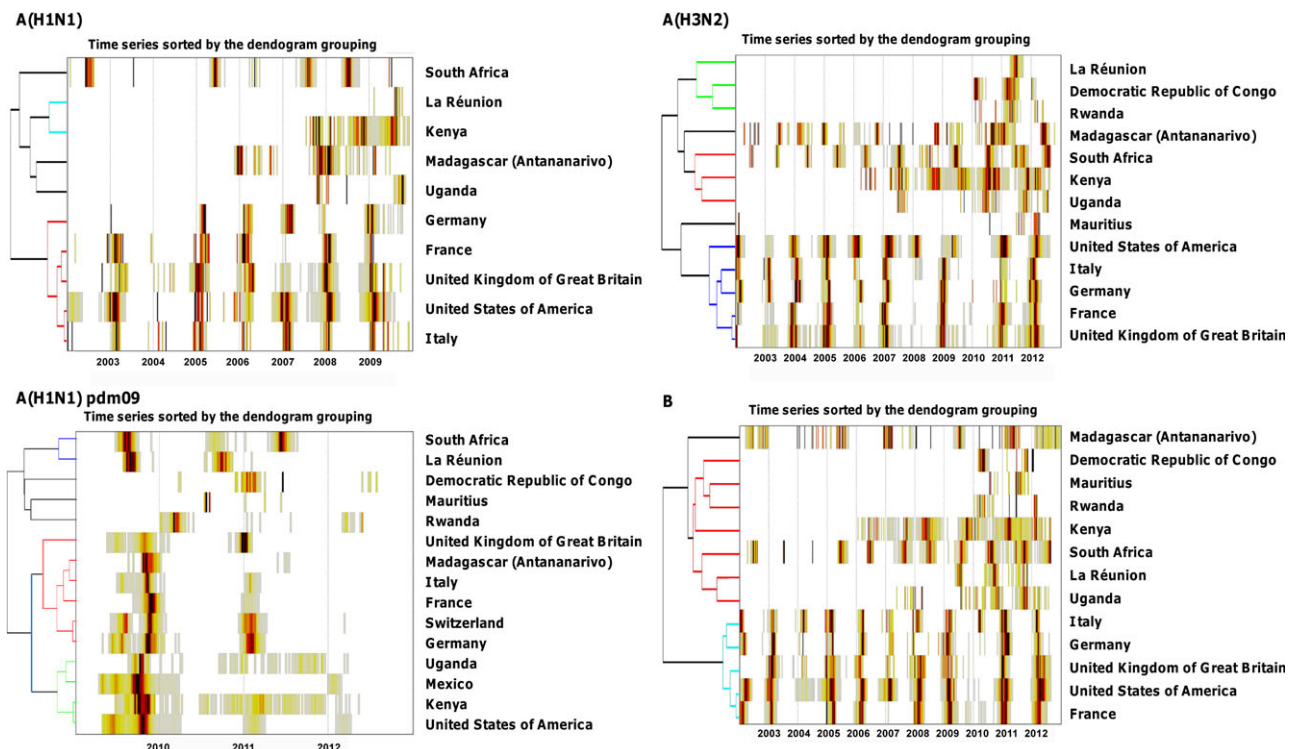 A(H1N1)
Time series sorted by the dendogram grouping
South Africa
La Réunion
Kenya
Madagascar (Antananarivo)
Uganda
Germany
France
United Kingdom of Great Britain
United States of America
Italy
2003 2004 2005 2006 2007 2008 2009
A(H3N2)
Time series sorted by the dendogram grouping
La Réunion
Democratic Republic of Congo
Rwanda
Madagascar (Antananarivo)
South Africa
Kenya
Uganda
Mauritius
United States of America
Italy
Germany
France
United Kingdom of Great Britain
2003 2004 2005 2006 2007 2008 2009 2010 2011 2012
A(H1N1) pdm09
Time series sorted by the dendogram grouping
South Africa
La Réunion
Democratic Republic of Congo
Mauritius
Rwanda
United Kingdom of Great Britain
Madagascar (Antananarivo)
Italy
France
Switzerland
Germany
Uganda
Mexico
Kenya
United States of America
2010 2011 2012
B
Time series sorted by the dendogram grouping
Madagascar (Antananarivo)
Democratic Republic of Congo
Mauritius
Rwanda
Kenya
South Africa
La Réunion
Uganda
Italy
Germany
United Kingdom of Great Britain
United States of America
France
2003 2004 2005 2006 2007 2008 2009 2010 2011 2012